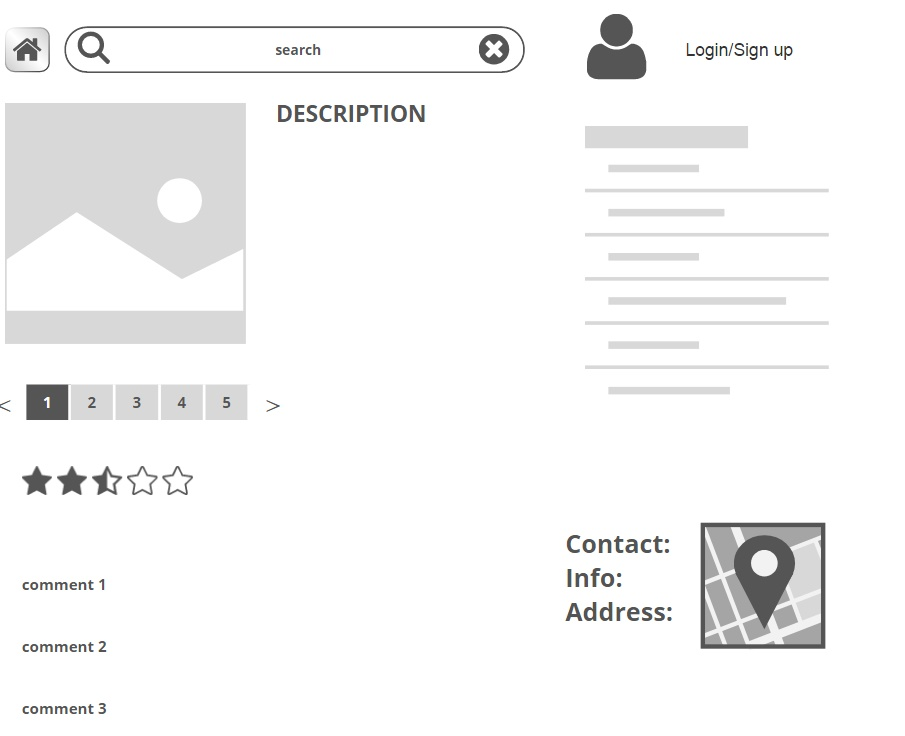 search
Login/Sign up
DESCRIPTION
< 1 2 3 4 5 >
comment 1
comment 2
comment 3
Contact:
Info:
Address: